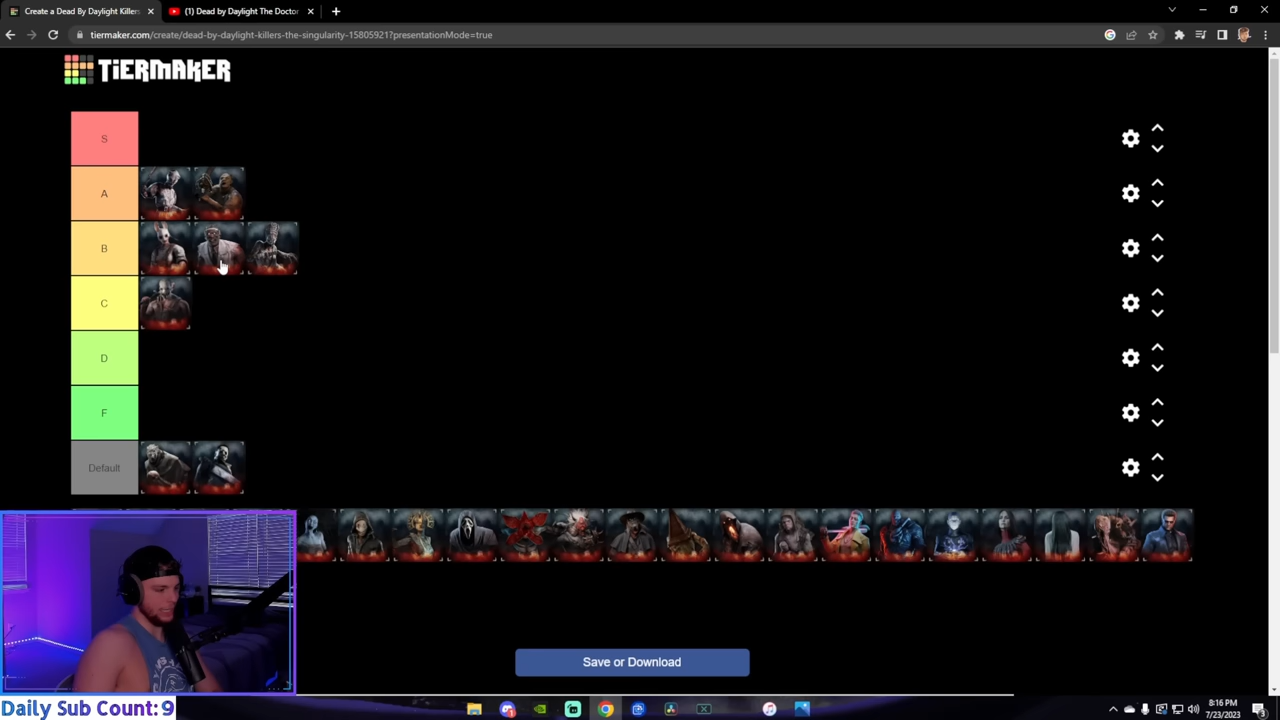 Create a Dead By Daylight Killers
(1) Dead by Daylight The Doctor
tiermaker.com/create/dead-by-daylight-killers-the-singularity-15805921?presentationMode=true
TiERMAKER
S
A
B
C
D
F
Default
Save or Download
Daily Sub Count: 9
8:16 PM
7/23/2023